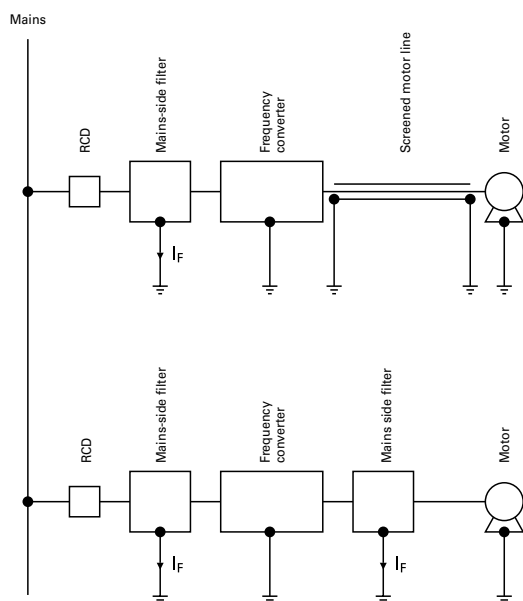 Mains
RCD
Mains-side filter
Frequency
converter
Screened motor line
Motor
IF
RCD
Mains-side filter
Frequency
converter
Mains side filter
Motor
IF
IF